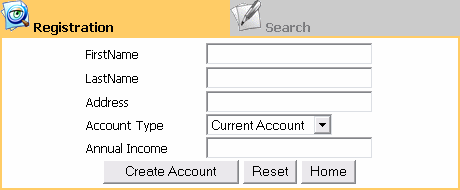 Registration Search
FirstName
LastName
Address
Account Type Current Account
Annual Income
Create Account Reset Home